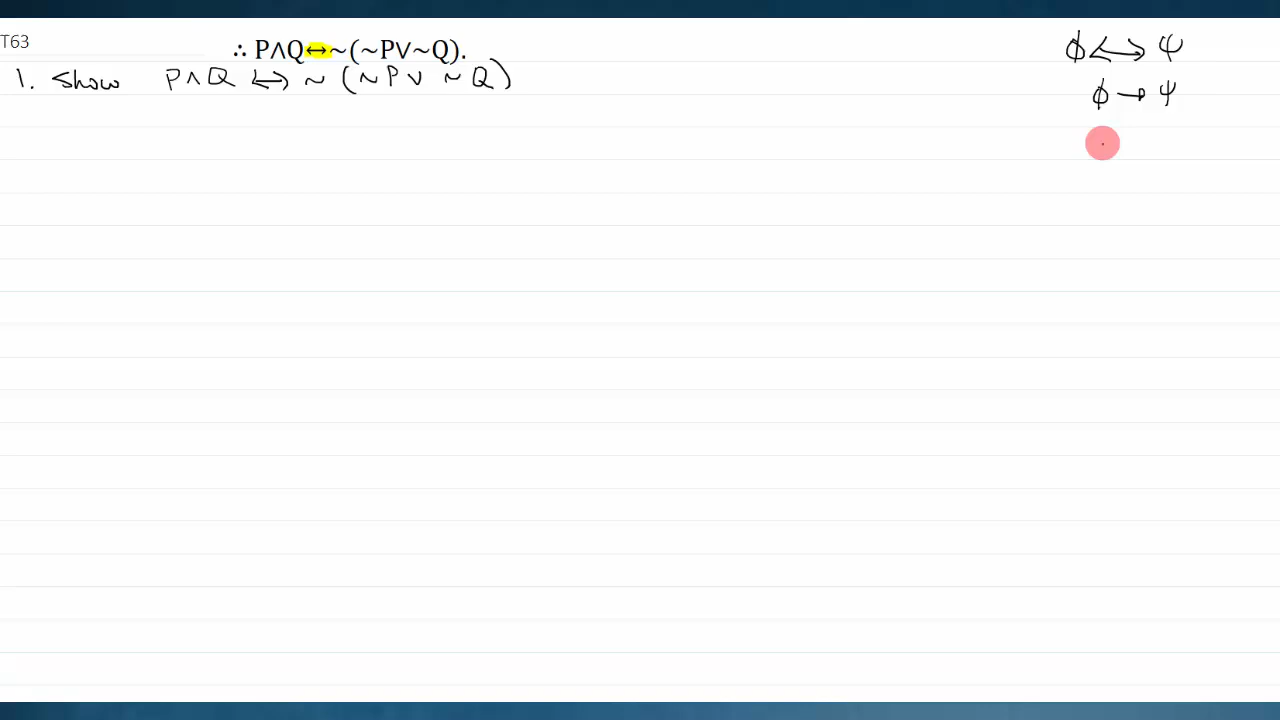 T63
∴ P∧Q↔~(~P∨~Q).
1. Show P∧Q ↔ ~(~P∨ ~Q)
ϕ ↔ ψ
ϕ → ψ